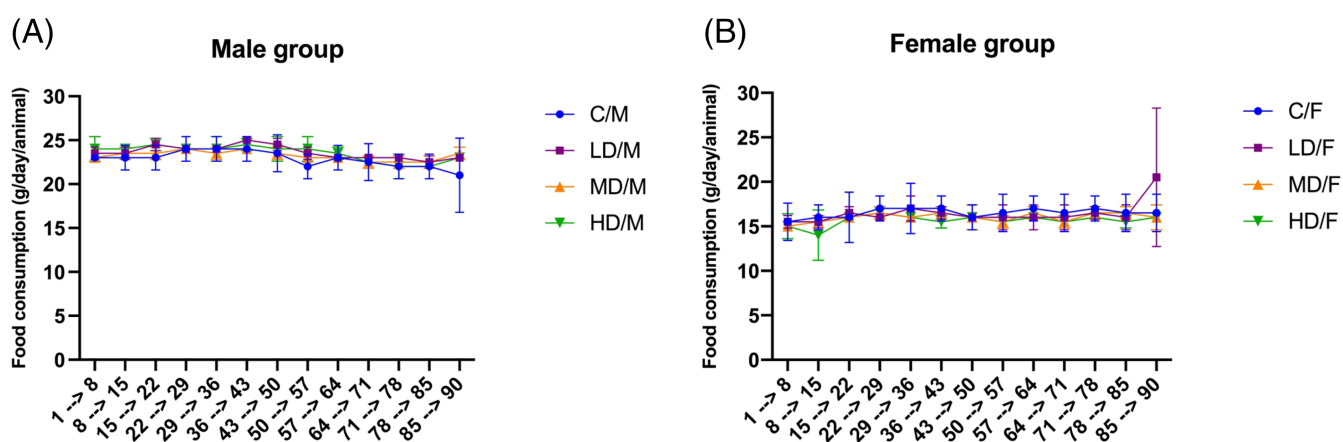 (A)
Male group
Food consumption (g/day/animal)
30
25
20
15
10
5
0
1 --> 8
8 --> 15
15 --> 22
22 --> 29
29 --> 36
36 --> 43
43 --> 50
50 --> 57
57 --> 64
64 --> 71
71 --> 78
78 --> 85
85 --> 90
C/M
LD/M
MD/M
HD/M
(B)
Female group
Food consumption (g/day/animal)
30
25
20
15
10
5
0
1 --> 8
8 --> 15
15 --> 22
22 --> 29
29 --> 36
36 --> 43
43 --> 50
50 --> 57
57 --> 64
64 --> 71
71 --> 78
78 --> 85
85 --> 90
C/F
LD/F
MD/F
HD/F